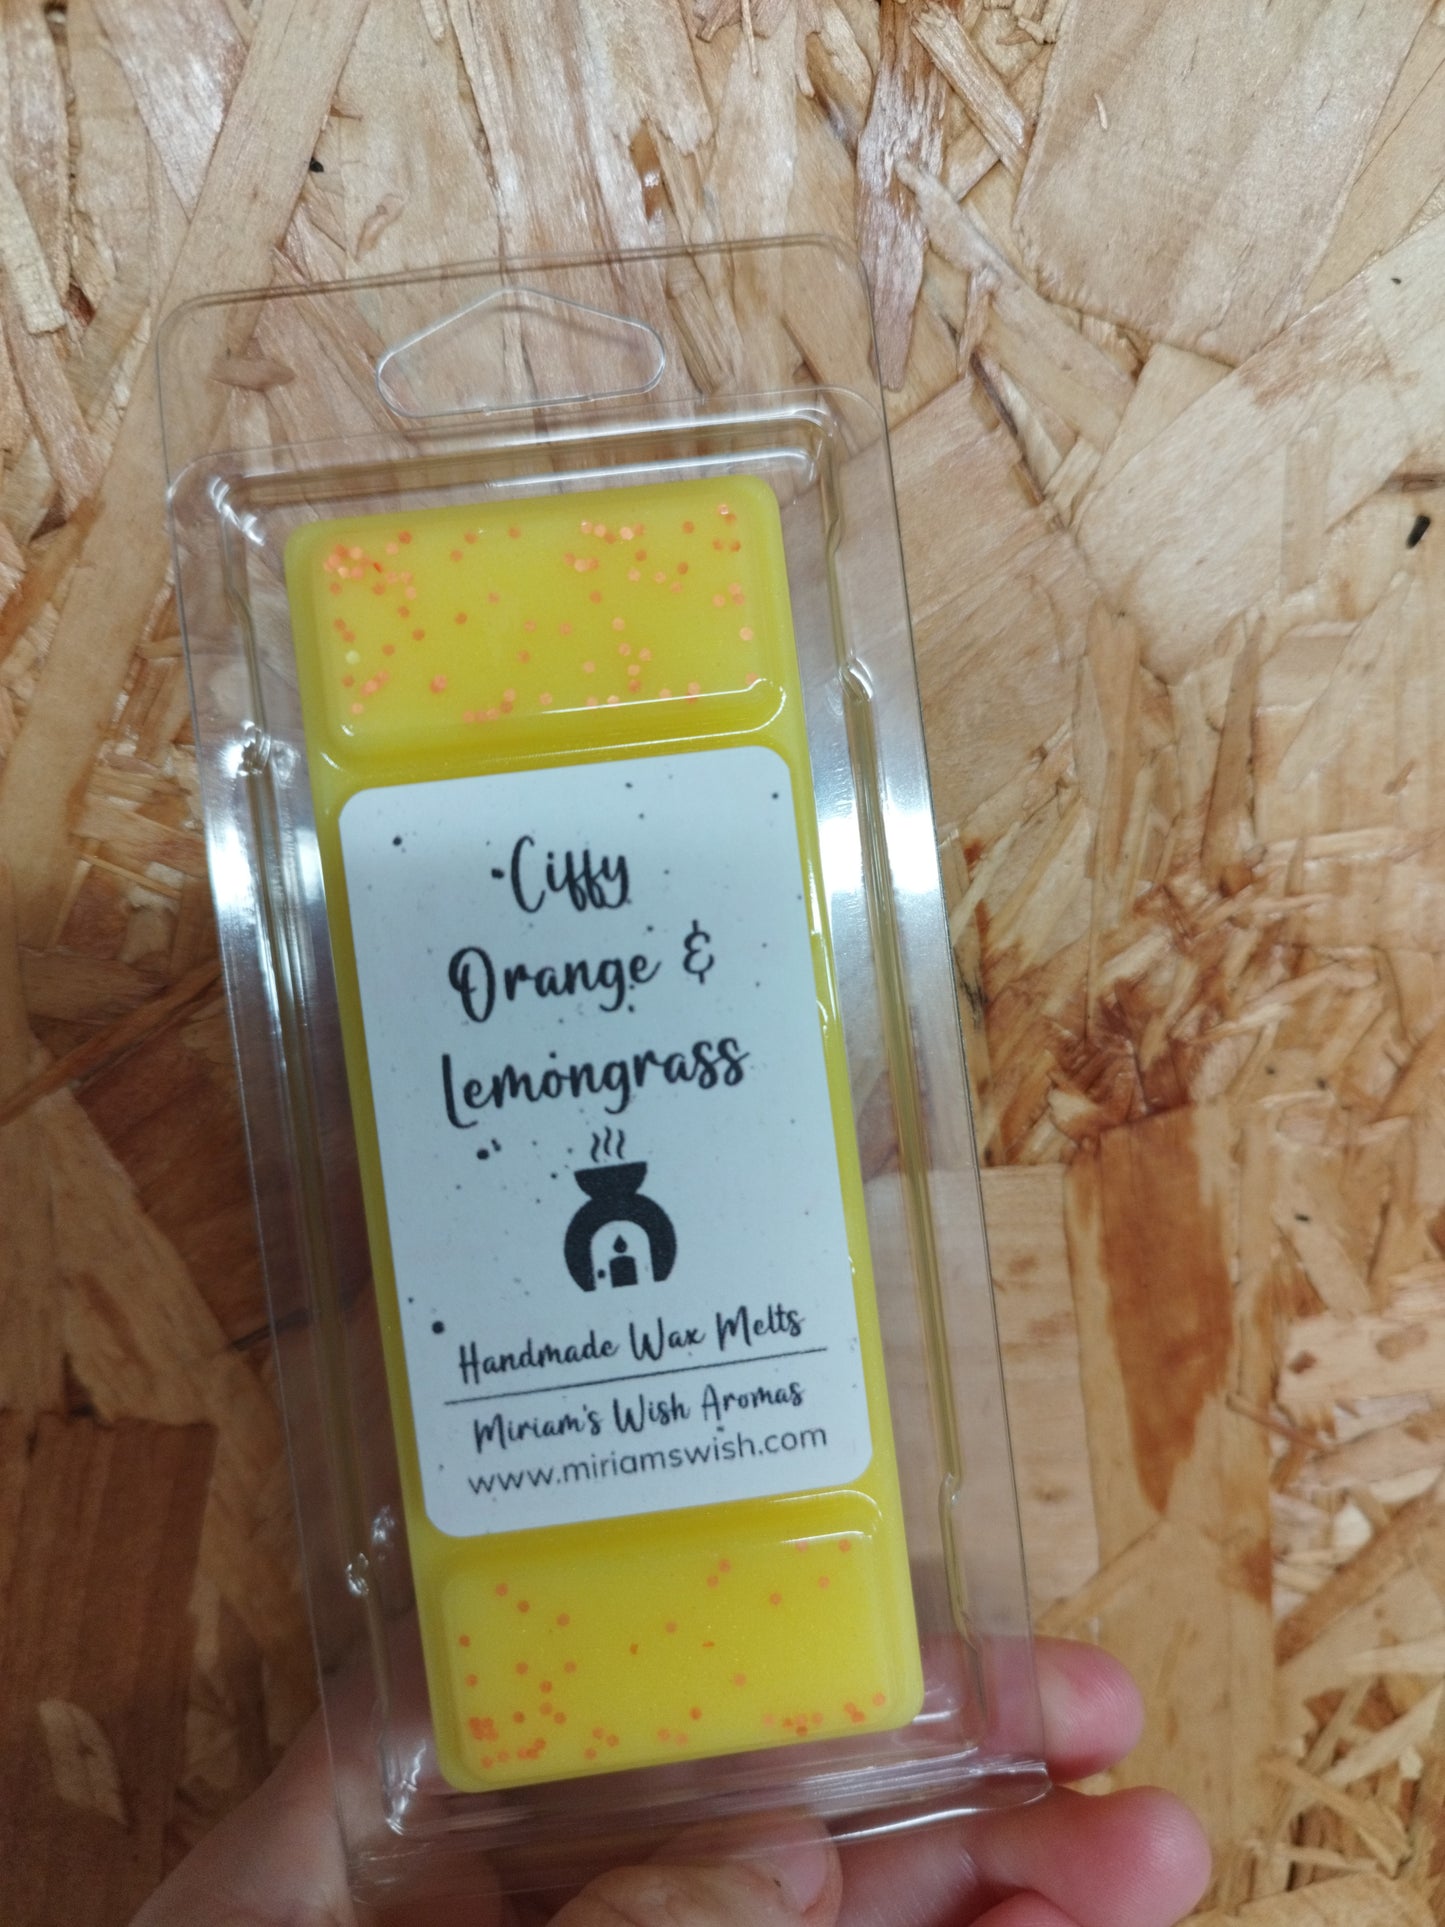 Ciffy
Orange &
Lemongrass
Handmade Wax Melts
Miriam's Wish Aromas
www.miriamswish.com